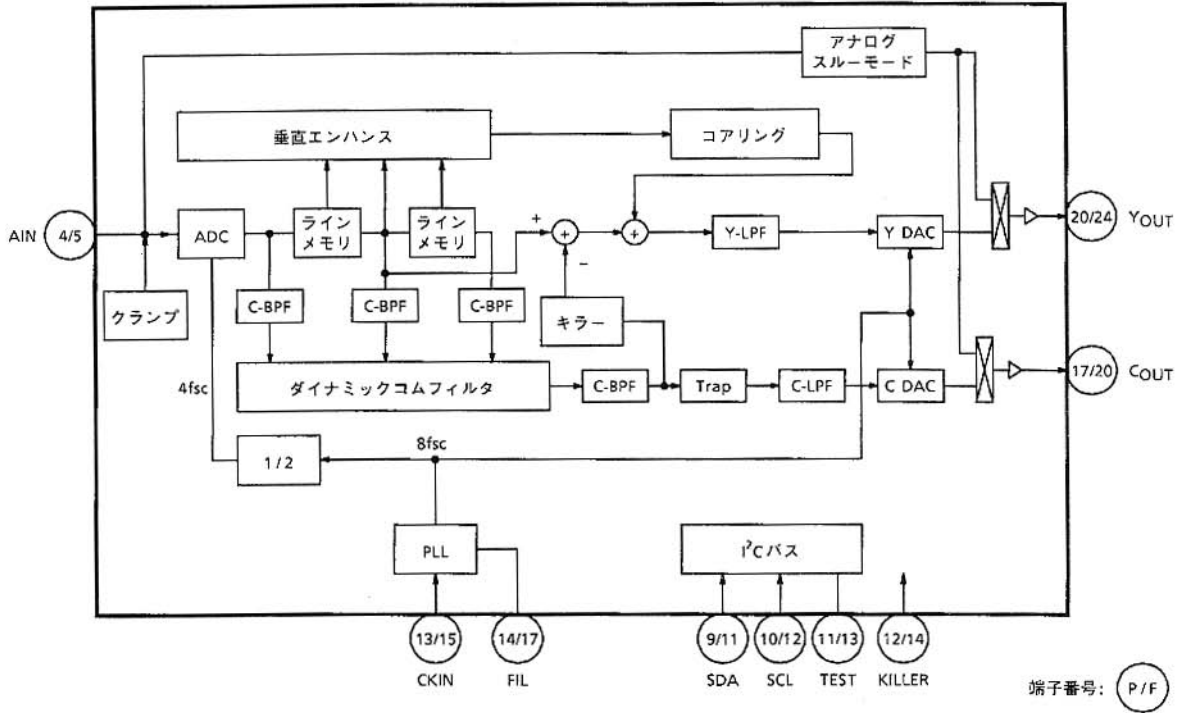 アナログ
スルーモード
垂直エンハンス
コアリング
AIN
4/5
ADC
ライン
メモリ
ライン
メモリ
+
+
+
−
Y-LPF
Y DAC
20/24
YOUT
クランプ
C-BPF
C-BPF
C-BPF
キラー
4fsc
ダイナミックコムフィルタ
C-BPF
Trap
C-LPF
C DAC
17/20
COUT
8fsc
1/2
PLL
I²Cバス
13/15
14/17
9/11
10/12
11/13
12/14
CKIN
FIL
SDA
SCL
TEST
KILLER
端子番号: P/F